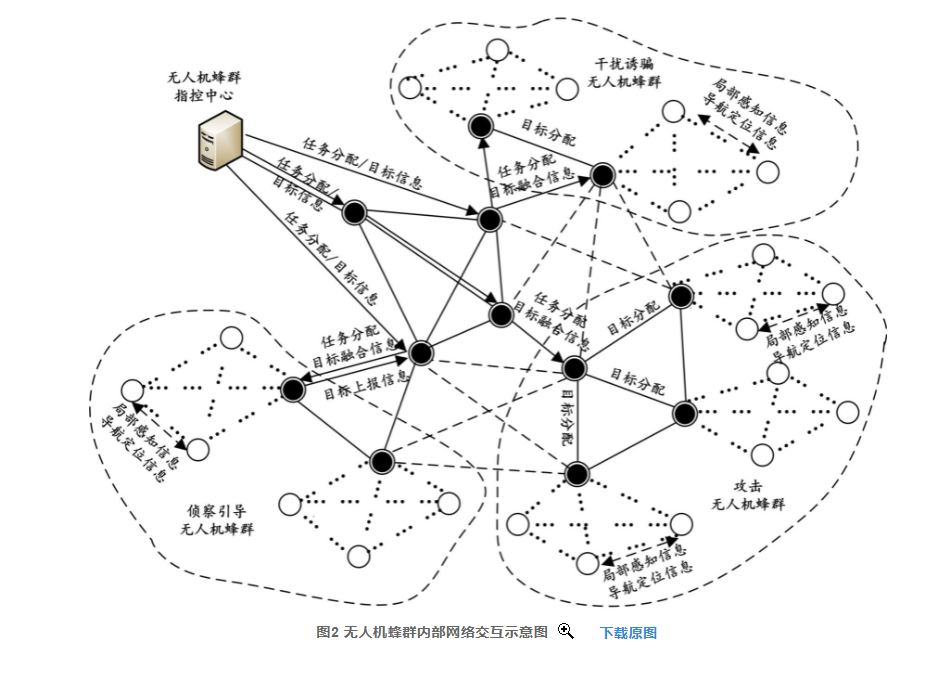 无人机蜂群
指控中心
干扰诱骗
无人机蜂群
局部感知信息
导航定位信息
目标分配
任务分配/目标信息
任务分配/
目标信息
任务分配
目标融合信息
任务分配/目标信息
任务分配
目标融合信息
目标分配
局部感知信息
导航定位信息
任务分配
目标融合信息
目标上报信息
目标分配
目标分配
局部感知信息
导航定位信息
侦察引导
无人机蜂群
攻击
无人机蜂群
局部感知信息
导航定位信息
图2 无人机蜂群内部网络交互示意图
下载原图